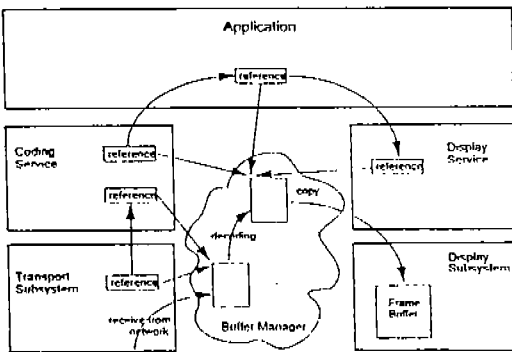 Application
reference
Coding
Service
reference
reference
Display
Service
reference
copy
decoding
Transport
Subsystem
reference
receive from
network
Buffer Manager
Display
Subsystem
Frame
Buffer